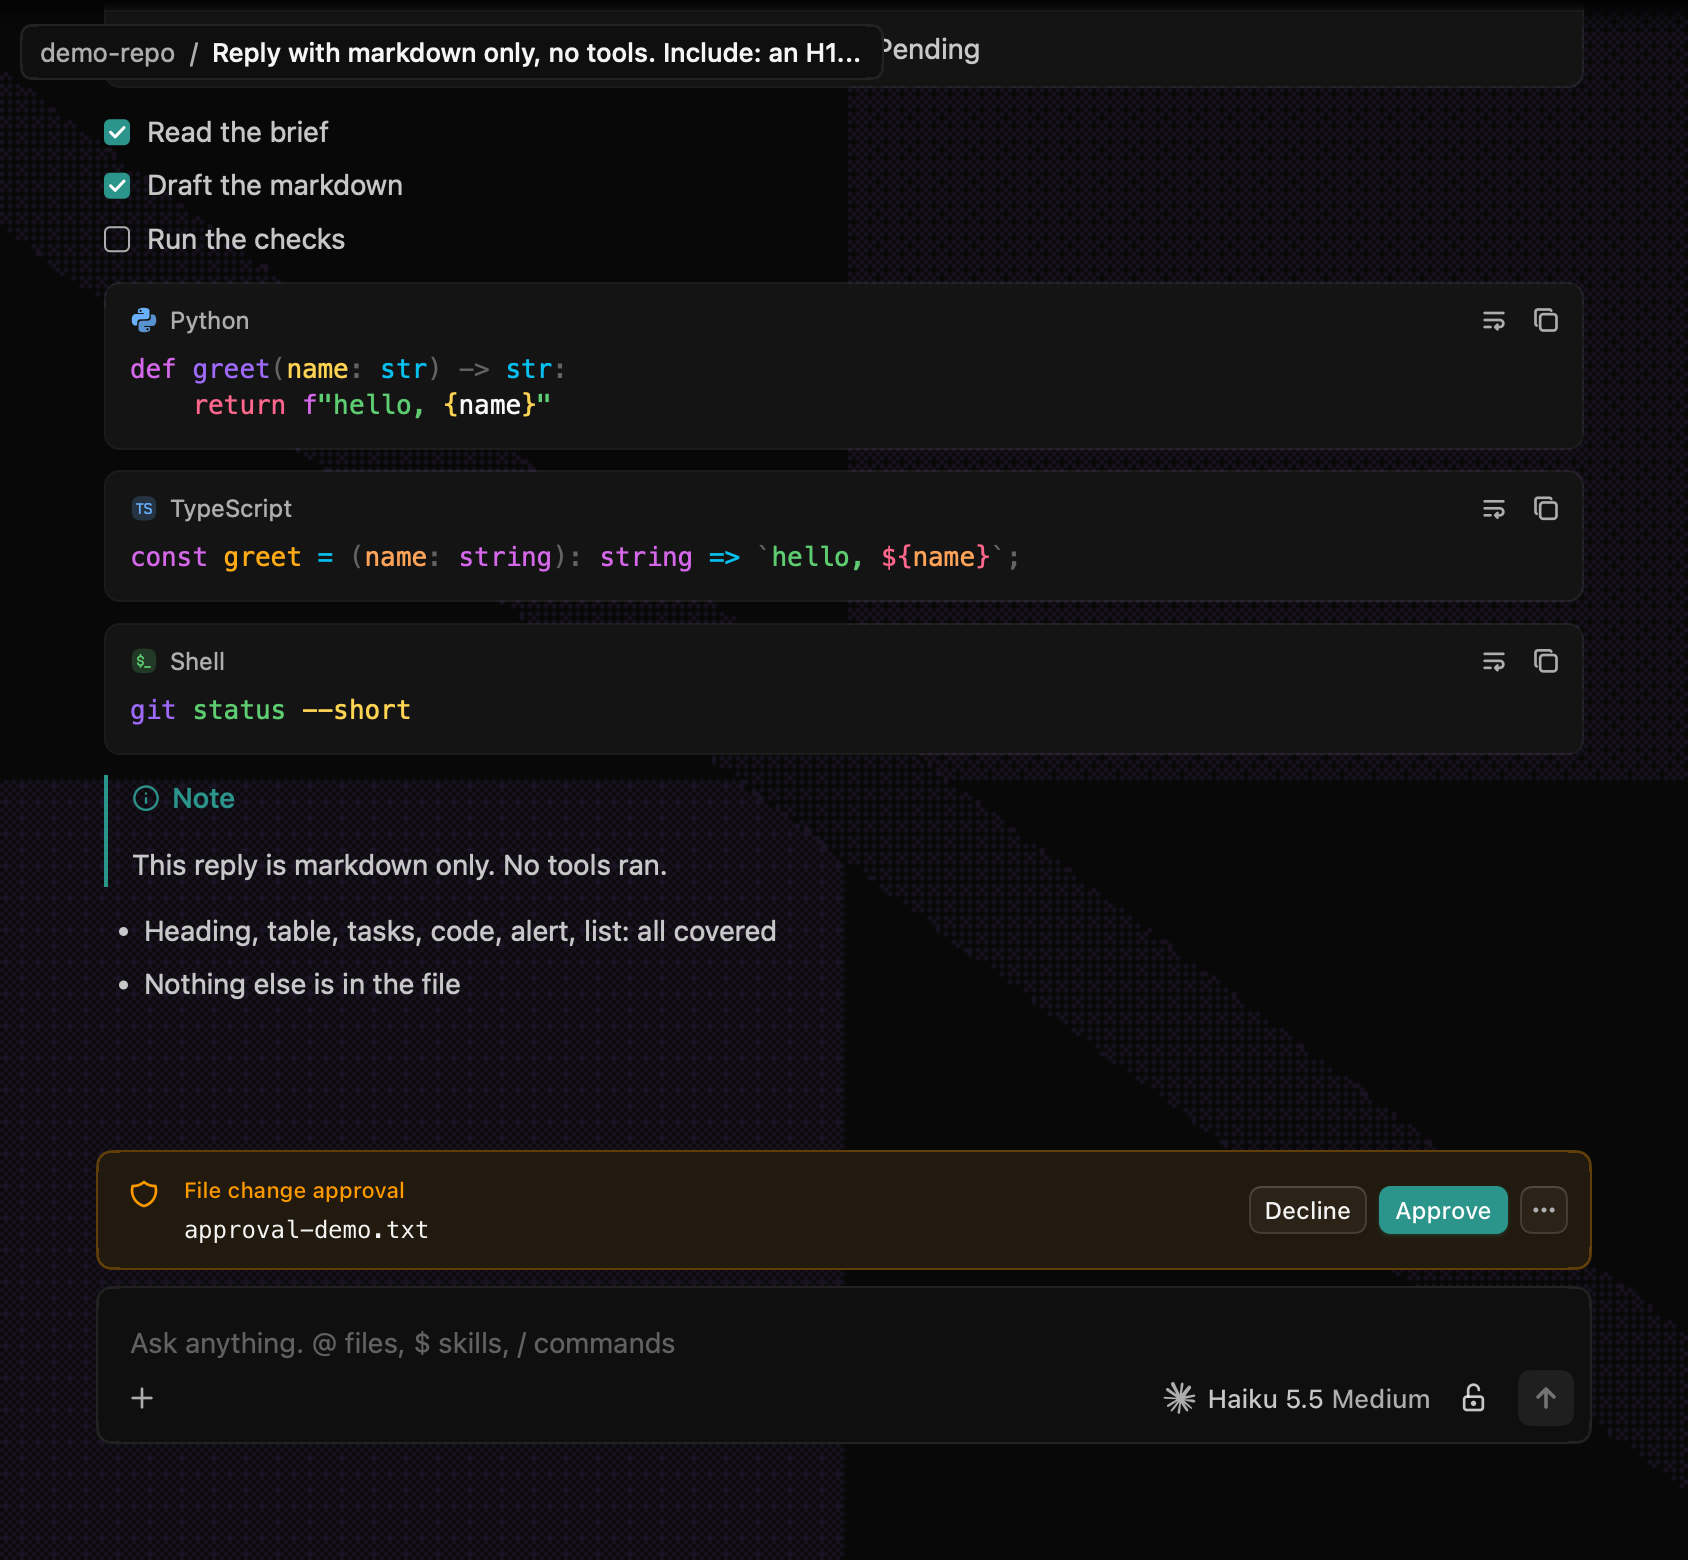 demo-repo / Reply with markdown only, no tools. Include: an H1...
Pending
Read the brief
Draft the markdown
Run the checks
Python
def greet(name: str) -> str:
    return f"hello, {name}"
TS TypeScript
const greet = (name: string): string => `hello, ${name}`;
$_ Shell
git status --short
Note
This reply is markdown only. No tools ran.
• Heading, table, tasks, code, alert, list: all covered
• Nothing else is in the file
File change approval
approval-demo.txt
Decline Approve ...
Ask anything. @ files, $ skills, / commands
+ Haiku 5.5 Medium